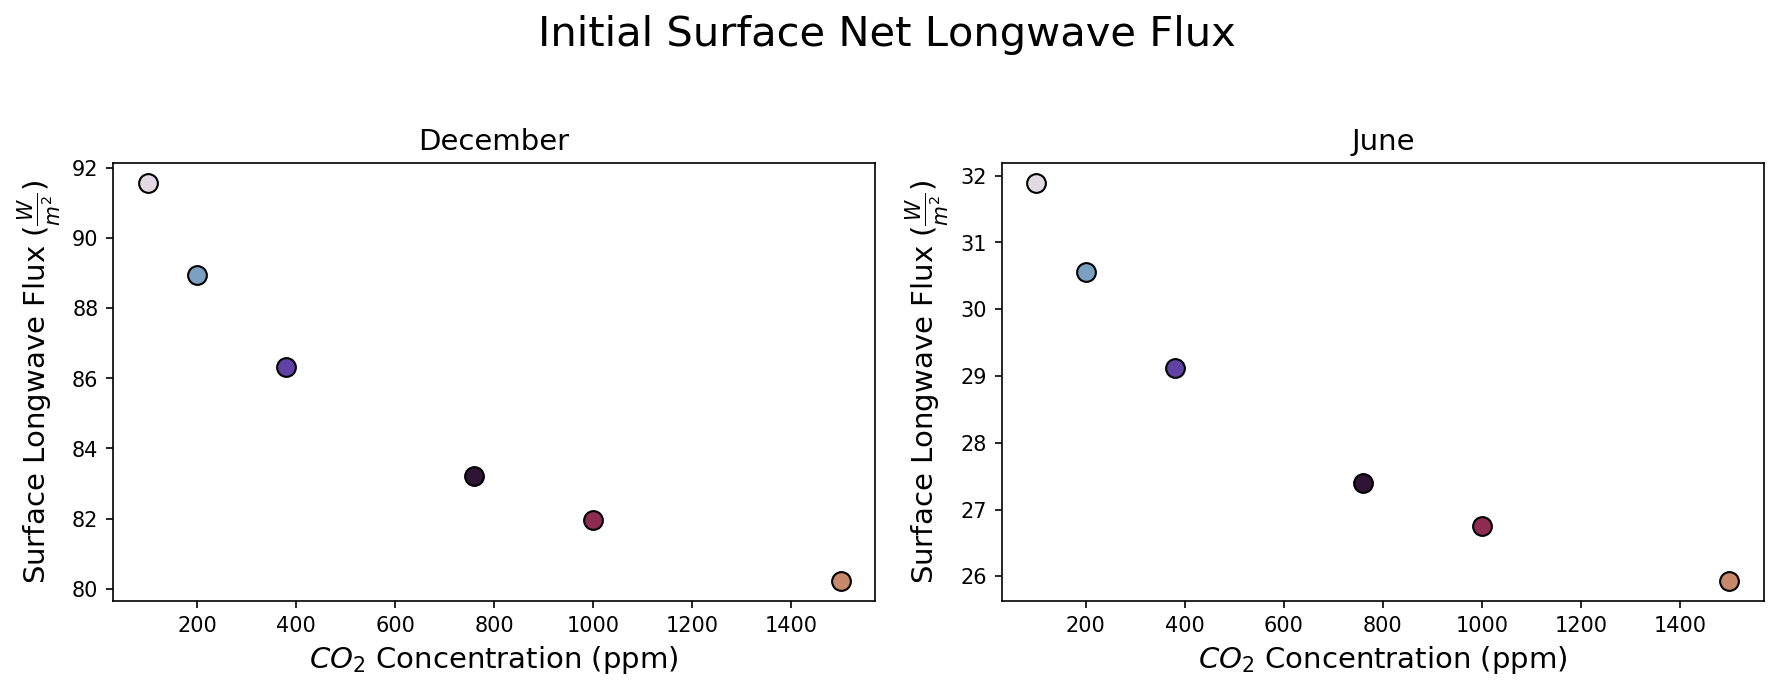 Initial Surface Net Longwave Flux
December
Surface Longwave Flux (W/m²)
92
90
88
86
84
82
80
200 400 600 800 1000 1200 1400
CO₂ Concentration (ppm)
June
Surface Longwave Flux (W/m²)
32
31
30
29
28
27
26
200 400 600 800 1000 1200 1400
CO₂ Concentration (ppm)